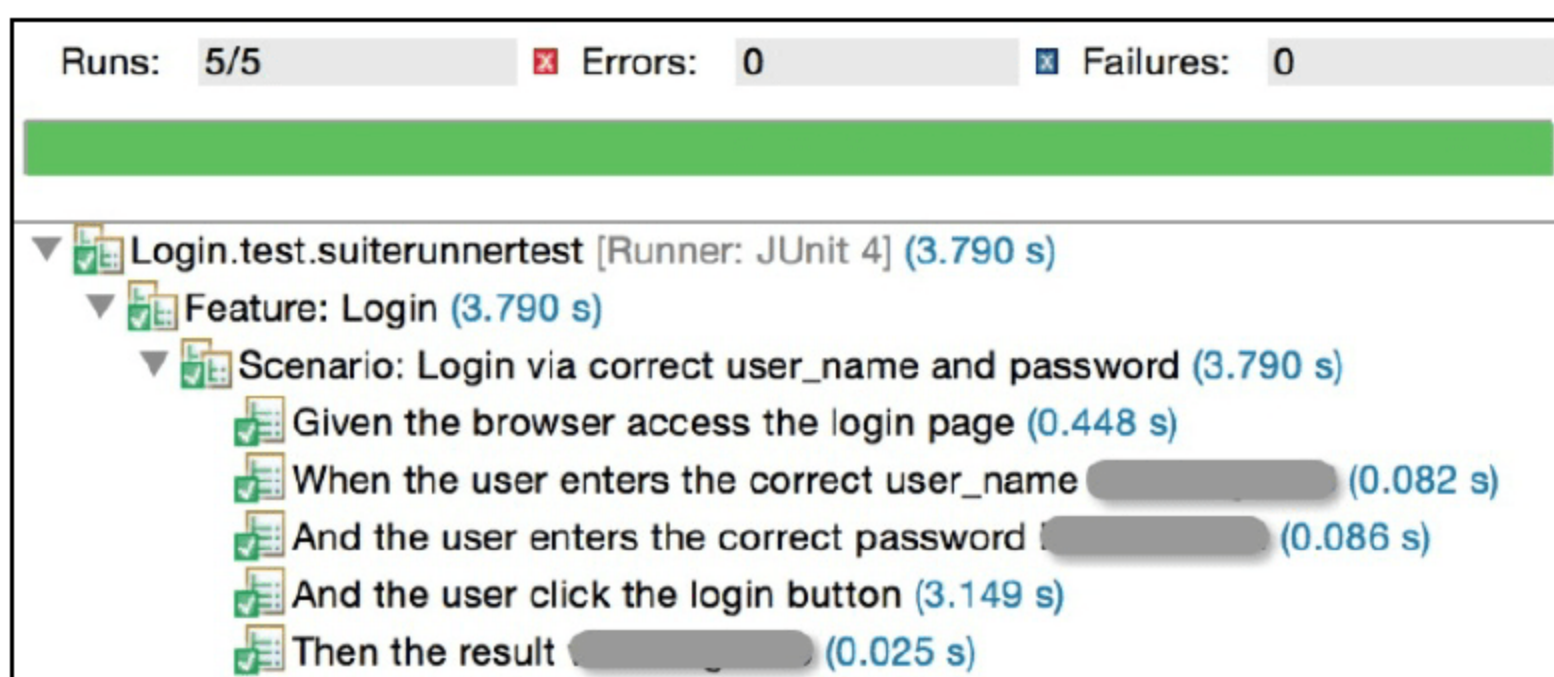 Runs: 5/5 Errors: 0 Failures: 0
Login.test.suiterunnertest [Runner: JUnit 4] (3.790 s)
Feature: Login (3.790 s)
Scenario: Login via correct user_name and password (3.790 s)
Given the browser access the login page (0.448 s)
When the user enters the correct user_name (0.082 s)
And the user enters the correct password (0.086 s)
And the user click the login button (3.149 s)
Then the result (0.025 s)